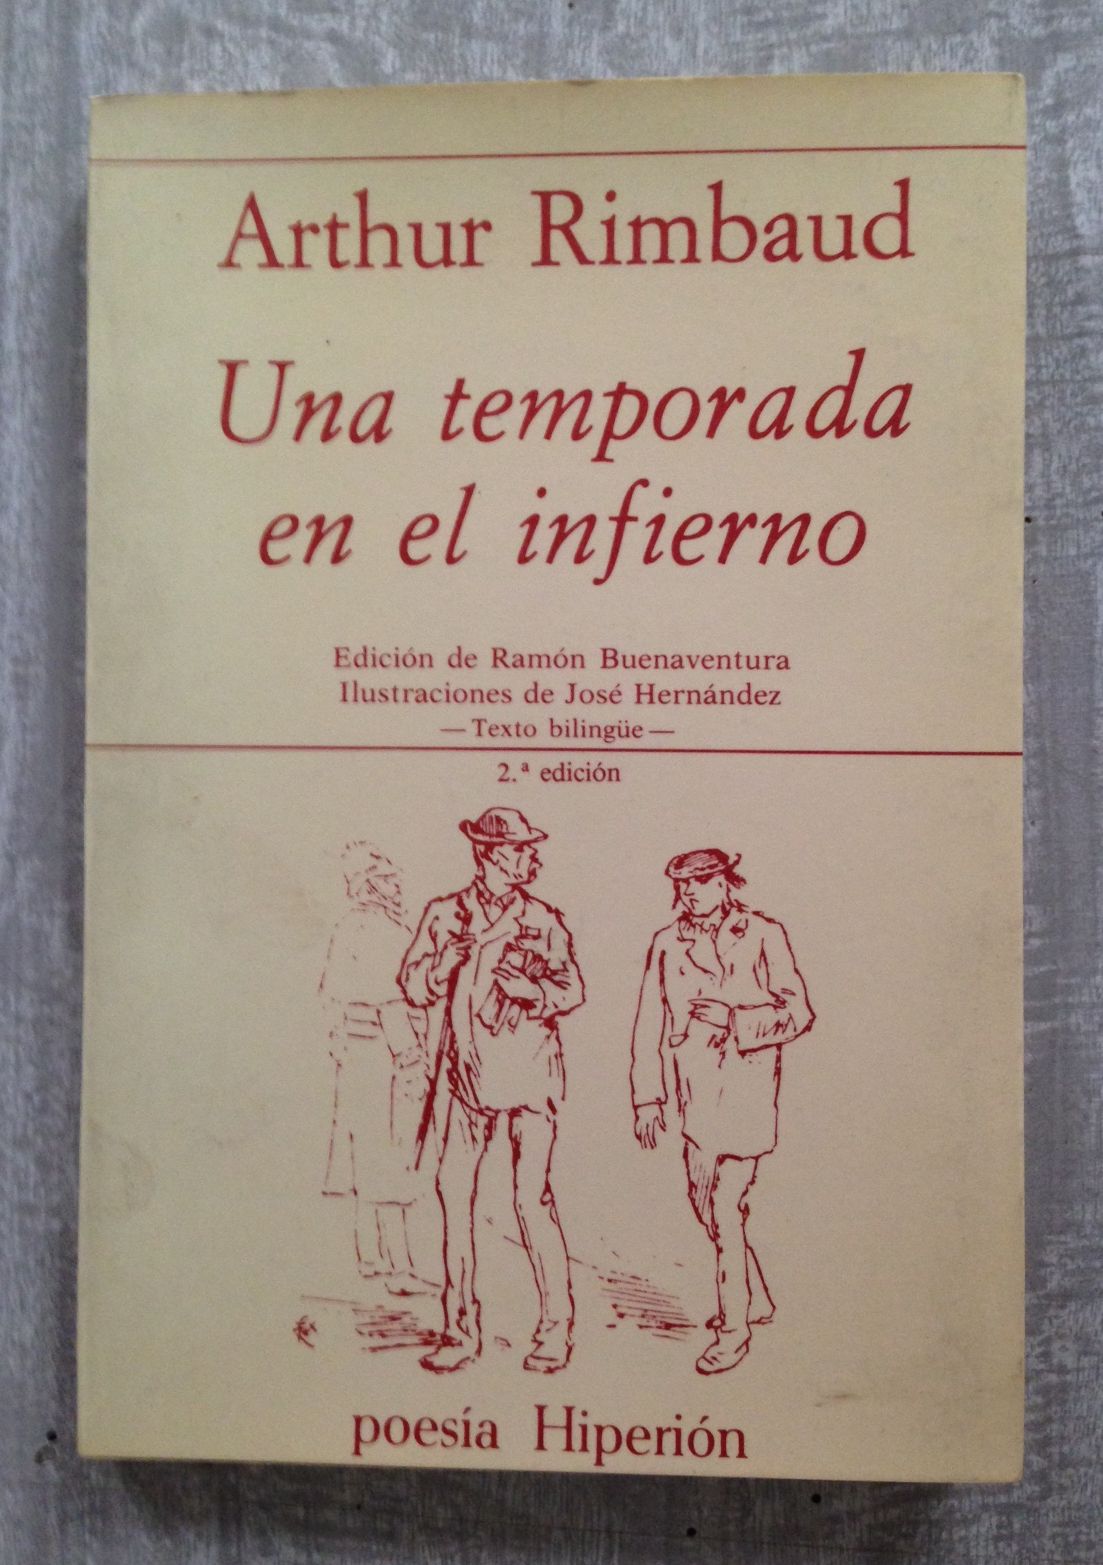 Arthur Rimbaud
Una temporada
en el infierno
Edición de Ramón Buenaventura
Ilustraciones de José Hernández
—Texto bilingüe—
2.ª edición
poesía Hiperión